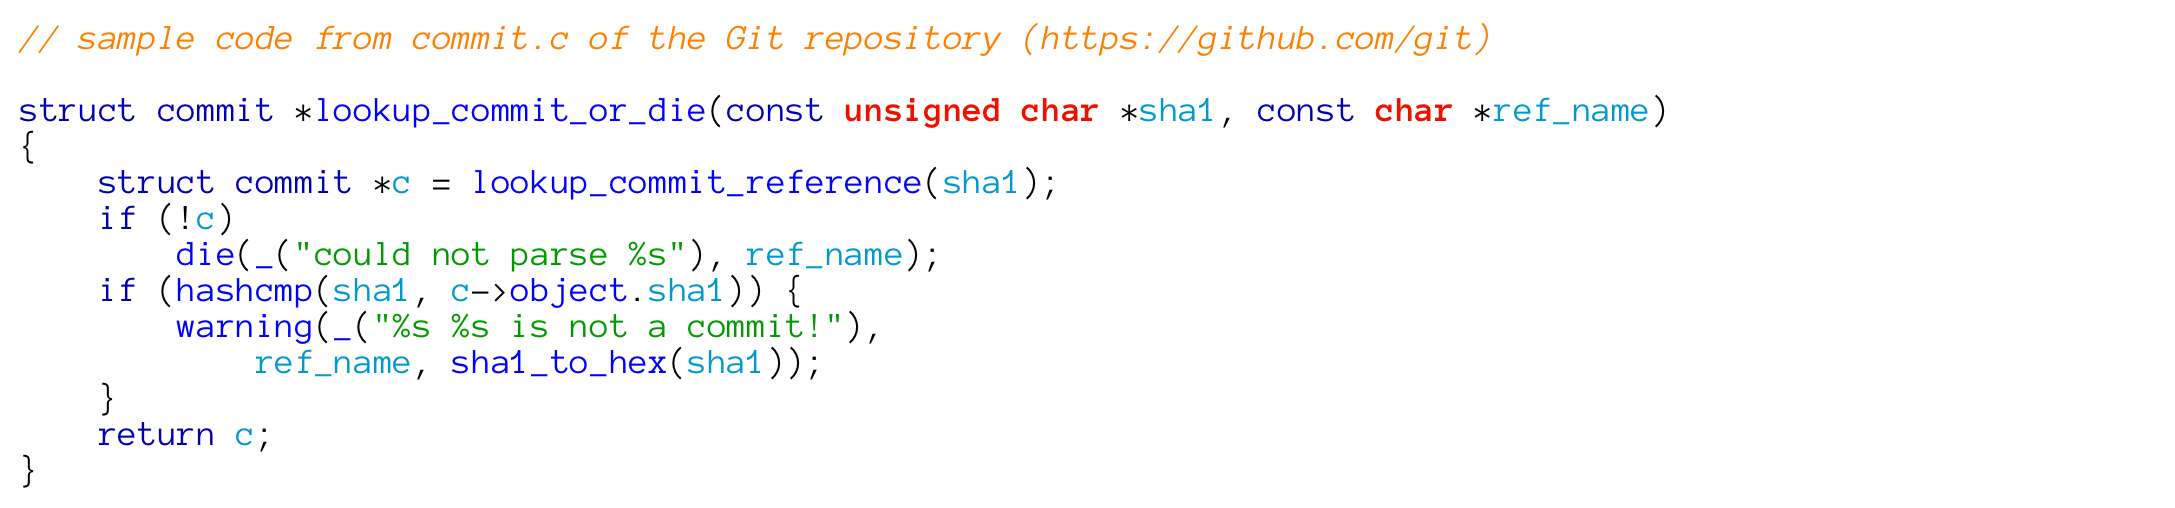 // sample code from commit.c of the Git repository (https://github.com/git)

struct commit *lookup_commit_or_die(const unsigned char *sha1, const char *ref_name)
{
    struct commit *c = lookup_commit_reference(sha1);
    if (!c)
        die(_("could not parse %s"), ref_name);
    if (hashcmp(sha1, c->object.sha1)) {
        warning(_("%s %s is not a commit!"),
            ref_name, sha1_to_hex(sha1));
    }
    return c;
}